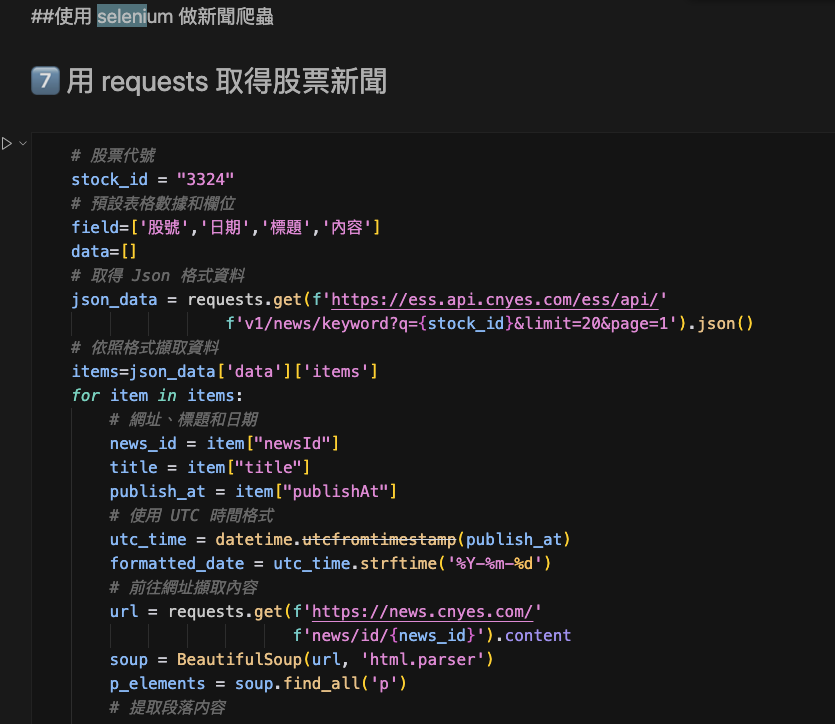 ##使用 selenium 做新聞爬蟲
7 用 requests 取得股票新聞
# 股票代號
stock_id = "3324"
# 預設表格數據和欄位
field=['股號','日期','標題','內容']
data=[]
# 取得 Json 格式資料
json_data = requests.get(f'https://ess.api.cnyes.com/ess/api/'
f'v1/news/keyword?q={stock_id}&limit=20&page=1').json()
# 依照格式擷取資料
items=json_data['data']['items']
for item in items:
# 網址、標題和日期
news_id = item["newsId"]
title = item["title"]
publish_at = item["publishAt"]
# 使用 UTC 時間格式
utc_time = datetime.utcfromtimestamp(publish_at)
formatted_date = utc_time.strftime('%Y-%m-%d')
# 前往網址擷取內容
url = requests.get(f'https://news.cnyes.com/'
f'news/id/{news_id}').content
soup = BeautifulSoup(url, 'html.parser')
p_elements = soup.find_all('p')
# 提取段落内容